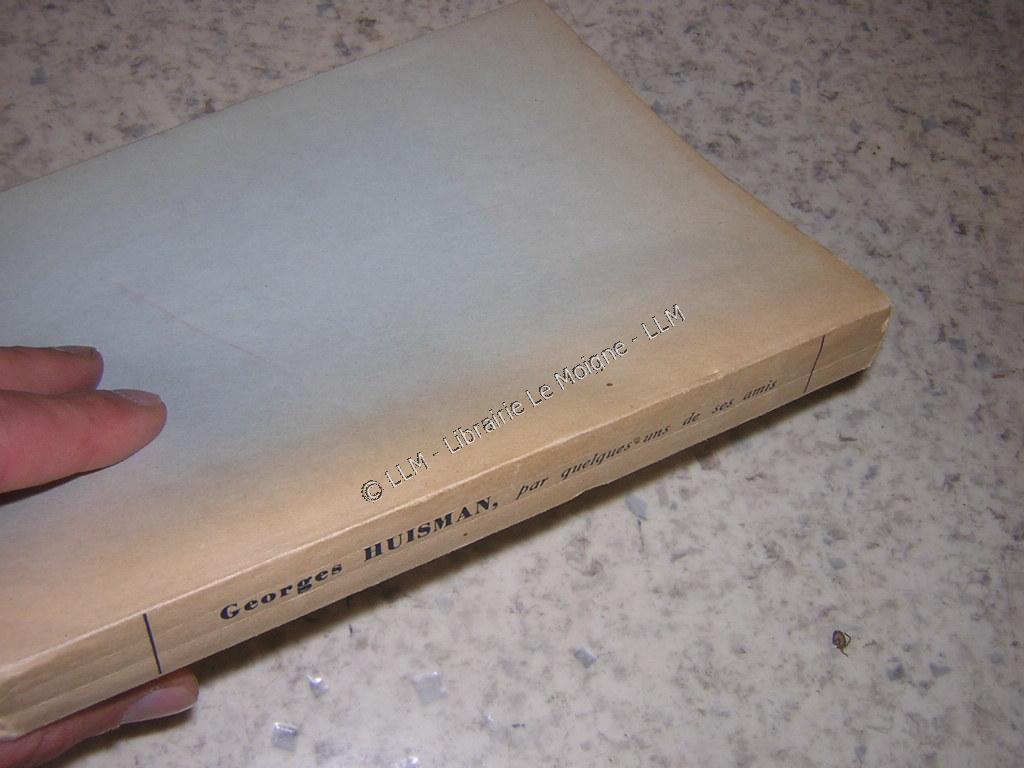 © LLM - Librairie Le Moigne - LLM
Georges HUISMAN, par quelques-uns de ses amis